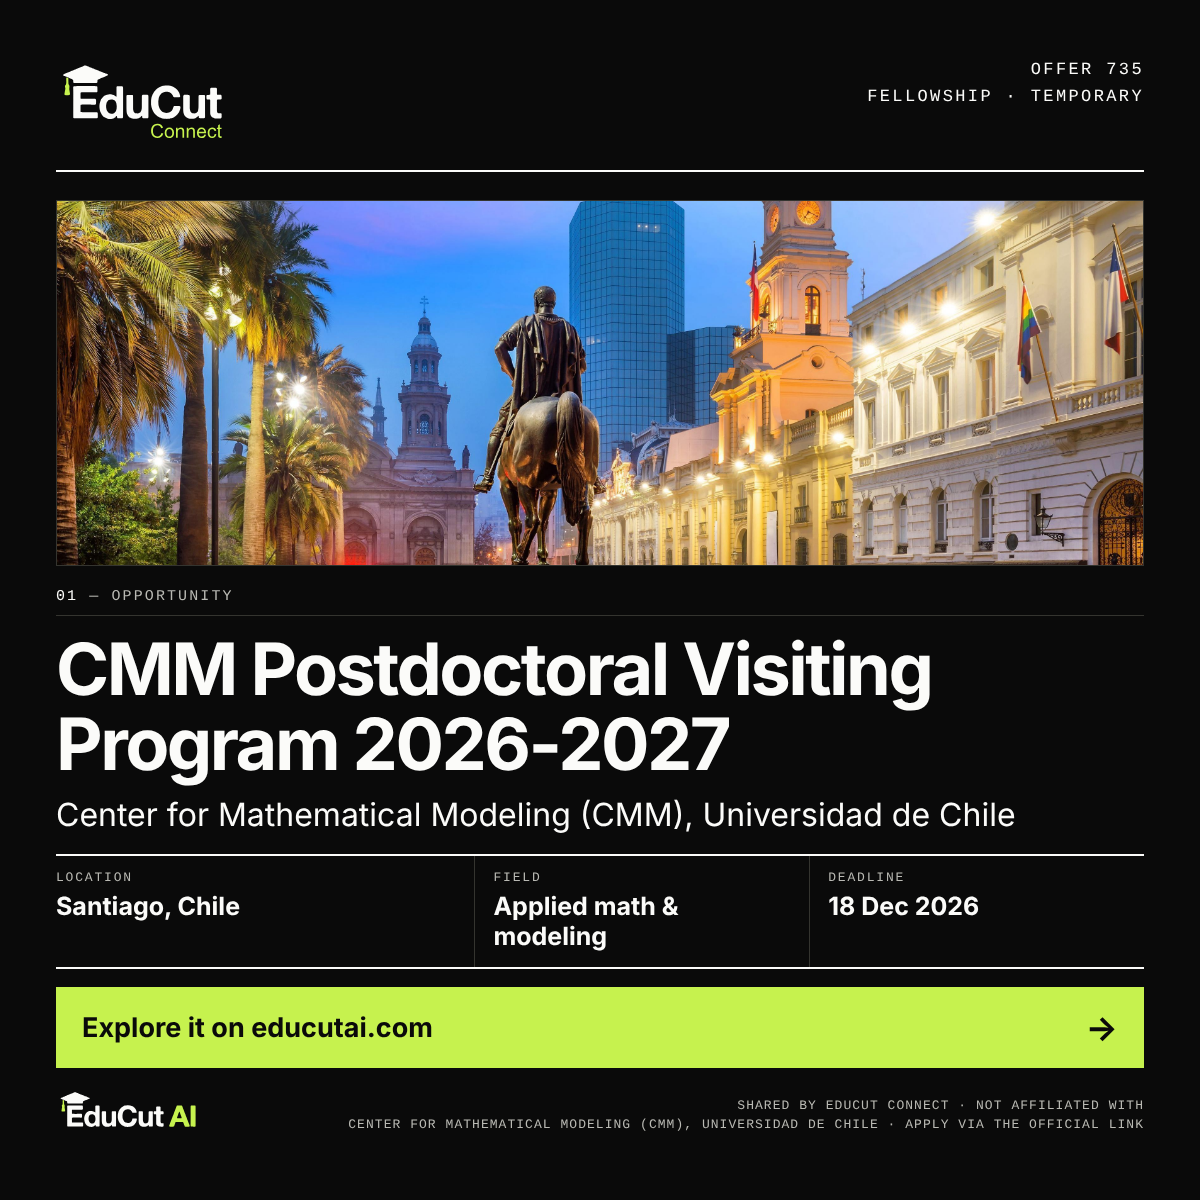 EduCut
Connect
OFFER 735
FELLOWSHIP · TEMPORARY
01 — OPPORTUNITY
CMM Postdoctoral Visiting
Program 2026-2027
Center for Mathematical Modeling (CMM), Universidad de Chile
LOCATION
Santiago, Chile
FIELD
Applied math &
modeling
DEADLINE
18 Dec 2026
Explore it on educutai.com →
EduCut AI
SHARED BY EDUCUT CONNECT · NOT AFFILIATED WITH
CENTER FOR MATHEMATICAL MODELING (CMM), UNIVERSIDAD DE CHILE · APPLY VIA THE OFFICIAL LINK